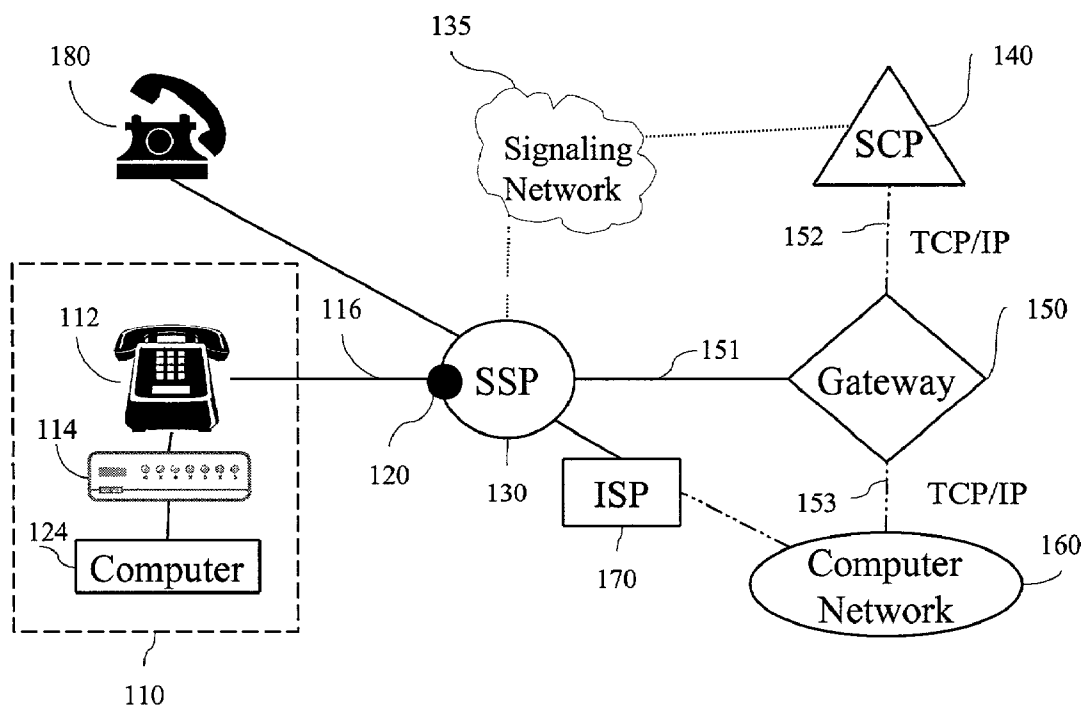 135
180
140
Signaling
Network
SCP
152
TCP/IP
112
116
150
151
SSP
Gateway
114
120
130
ISP
153
TCP/IP
124
Computer
170
Computer
Network
160
110